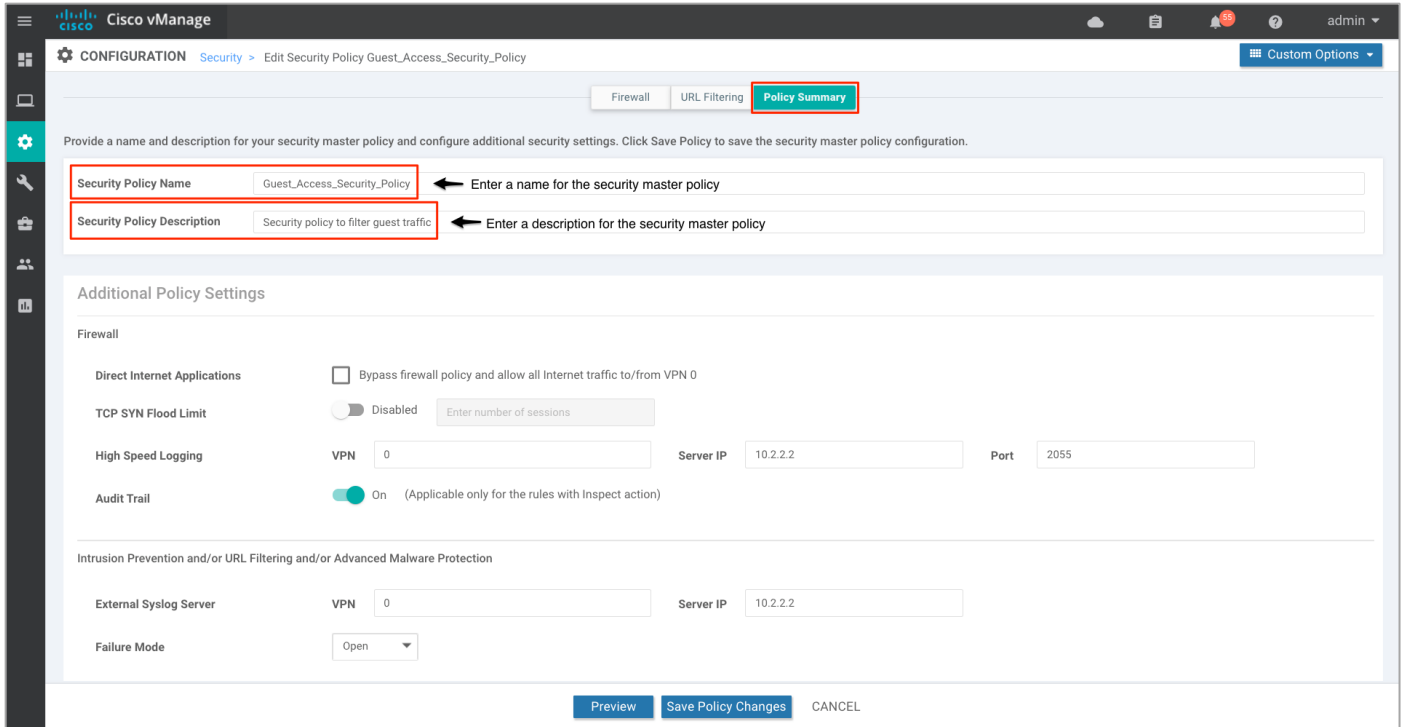 cisco Cisco vManage 55 admin
CONFIGURATION Security > Edit Security Policy Guest_Access_Security_Policy Custom Options
Firewall URL Filtering Policy Summary
Provide a name and description for your security master policy and configure additional security settings. Click Save Policy to save the security master policy configuration.
Security Policy Name Guest_Access_Security_Policy Enter a name for the security master policy
Security Policy Description Security policy to filter guest traffic Enter a description for the security master policy
Additional Policy Settings
Firewall
Direct Internet Applications Bypass firewall policy and allow all Internet traffic to/from VPN 0
TCP SYN Flood Limit Disabled Enter number of sessions
High Speed Logging VPN 0 Server IP 10.2.2.2 Port 2055
Audit Trail On (Applicable only for the rules with Inspect action)
Intrusion Prevention and/or URL Filtering and/or Advanced Malware Protection
External Syslog Server VPN 0 Server IP 10.2.2.2
Failure Mode Open
Preview Save Policy Changes CANCEL